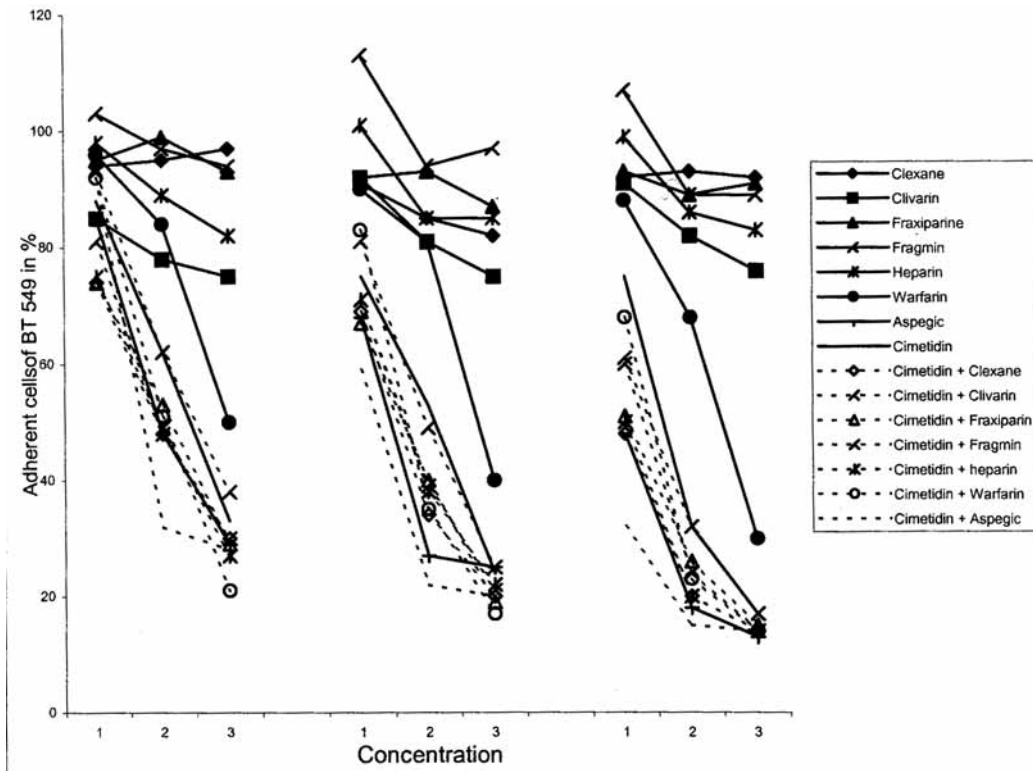 120
100
80
60
40
20
0
Adherent cellsof BT 549 in %
1 2 3 1 2 3 1 2 3
Concentration
Clexane
Clivarin
Fraxiparine
Fragmin
Heparin
Warfarin
Aspegic
Cimetidin
Cimetidin + Clexane
Cimetidin + Clivarin
Cimetidin + Fraxiparin
Cimetidin + Fragmin
Cimetidin + heparin
Cimetidin + Warfarin
Cimetidin + Aspegic